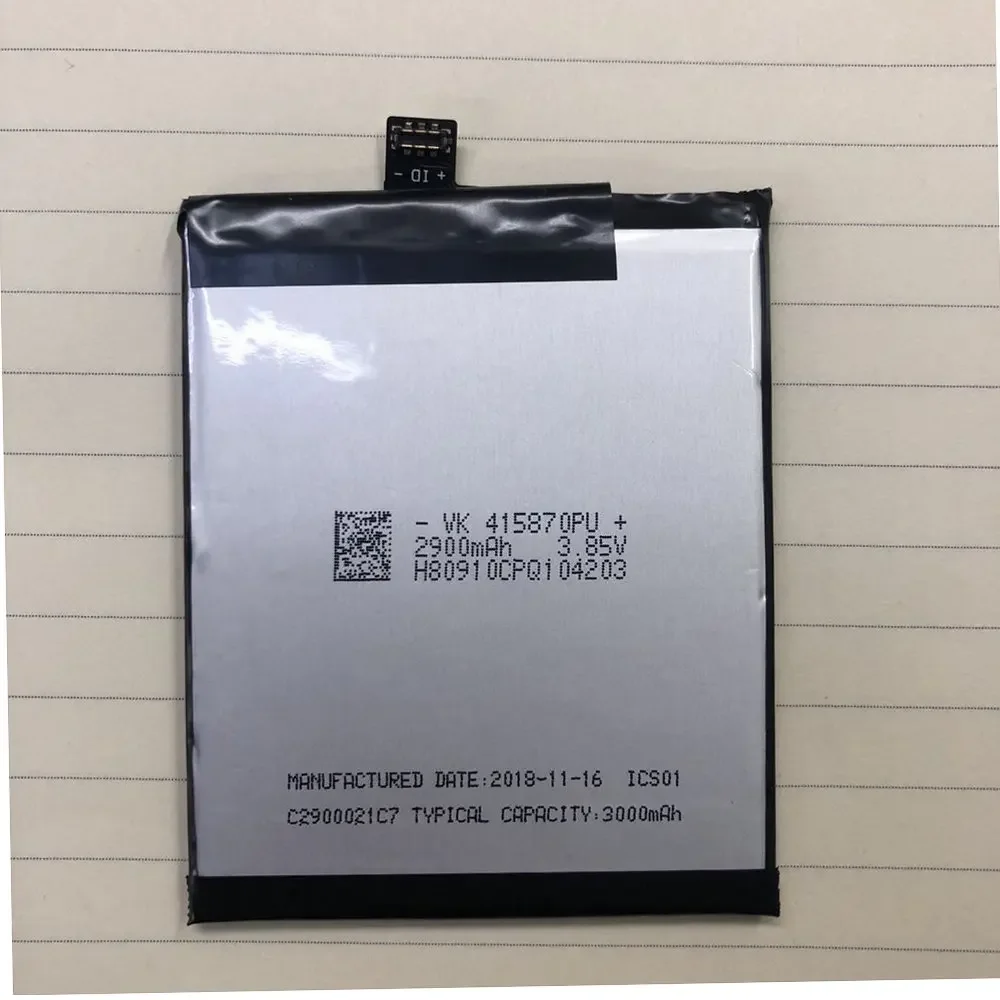 + ID -
- VK 415870PU +
2900mAh 3.85V
H80910CPQ104203
MANUFACTURED DATE:2018-11-16 ICS01
C2900021C7 TYPICAL CAPACITY:3000mAh